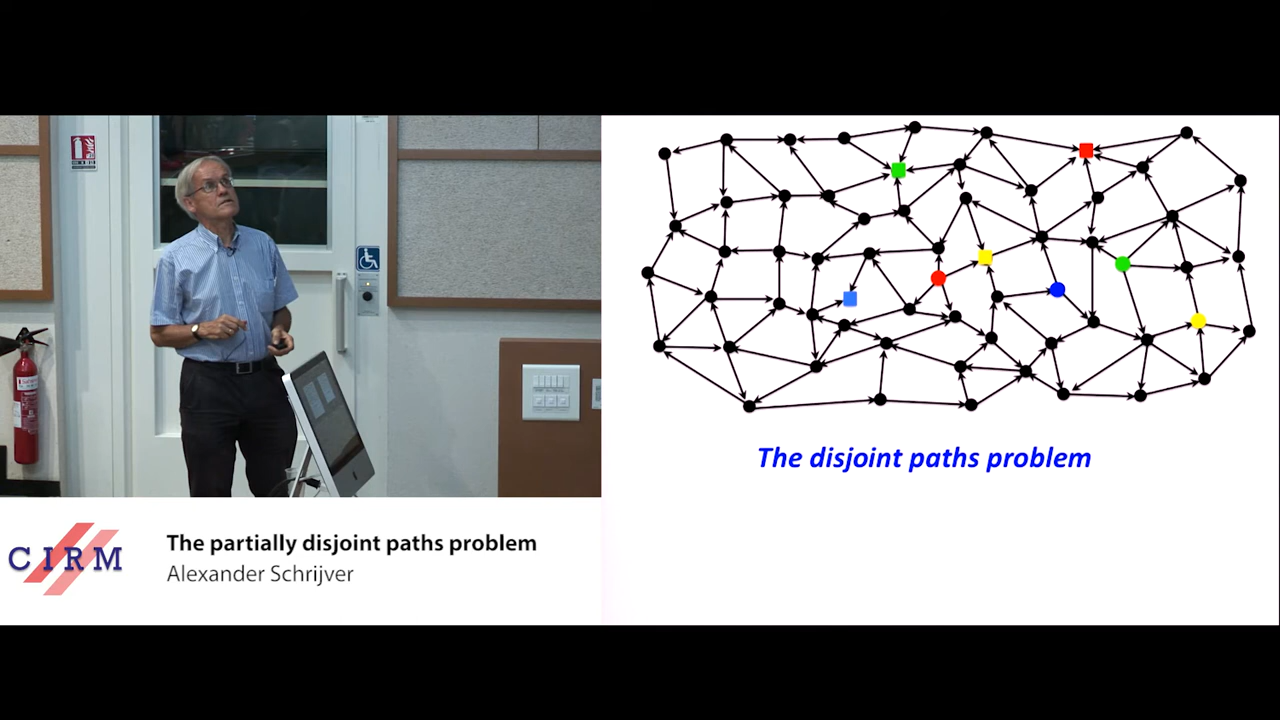 The disjoint paths problem
CIRM
The partially disjoint paths problem
Alexander Schrijver